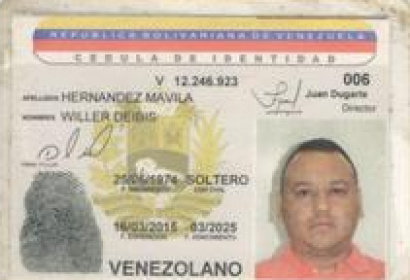 REPUBLICA BOLIVARIANA DE VENEZUELA
CEDULA DE IDENTIDAD
V 12.246.923
006
APELLIDOS HERNANDEZ MAVILA
Juan Dugarte
Director
NOMBRES WILLER DEIBIS
25/06/1974 SOLTERO
F. NACIMIENTO EDO. CIVIL
16/03/2015 03/2025
F. EXPEDICION F. VENCIMIENTO
VENEZOLANO